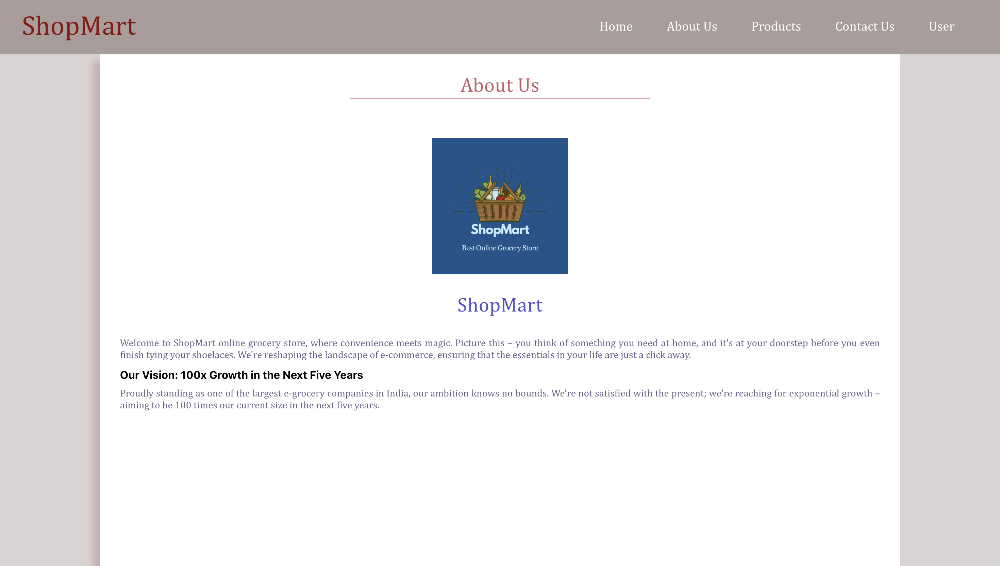 ShopMart
Home
About Us
Products
Contact Us
User
About Us
ShopMart
Best Online Grocery Store
ShopMart
Welcome to ShopMart online grocery store, where convenience meets magic. Picture this – you think of something you need at home, and it's at your doorstep before you even
finish tying your shoelaces. We're reshaping the landscape of e-commerce, ensuring that the essentials in your life are just a click away.
Our Vision: 100x Growth in the Next Five Years
Proudly standing as one of the largest e-grocery companies in India, our ambition knows no bounds. We're not satisfied with the present; we're reaching for exponential growth –
aiming to be 100 times our current size in the next five years.